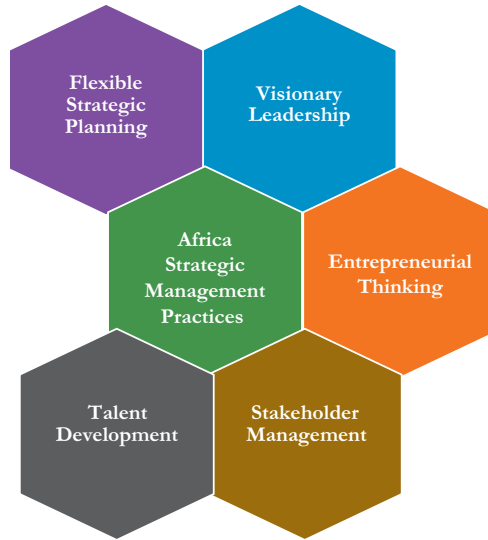 Flexible
Strategic
Planning
Visionary
Leadership
Africa
Strategic
Management
Practices
Entrepreneurial
Thinking
Talent
Development
Stakeholder
Management